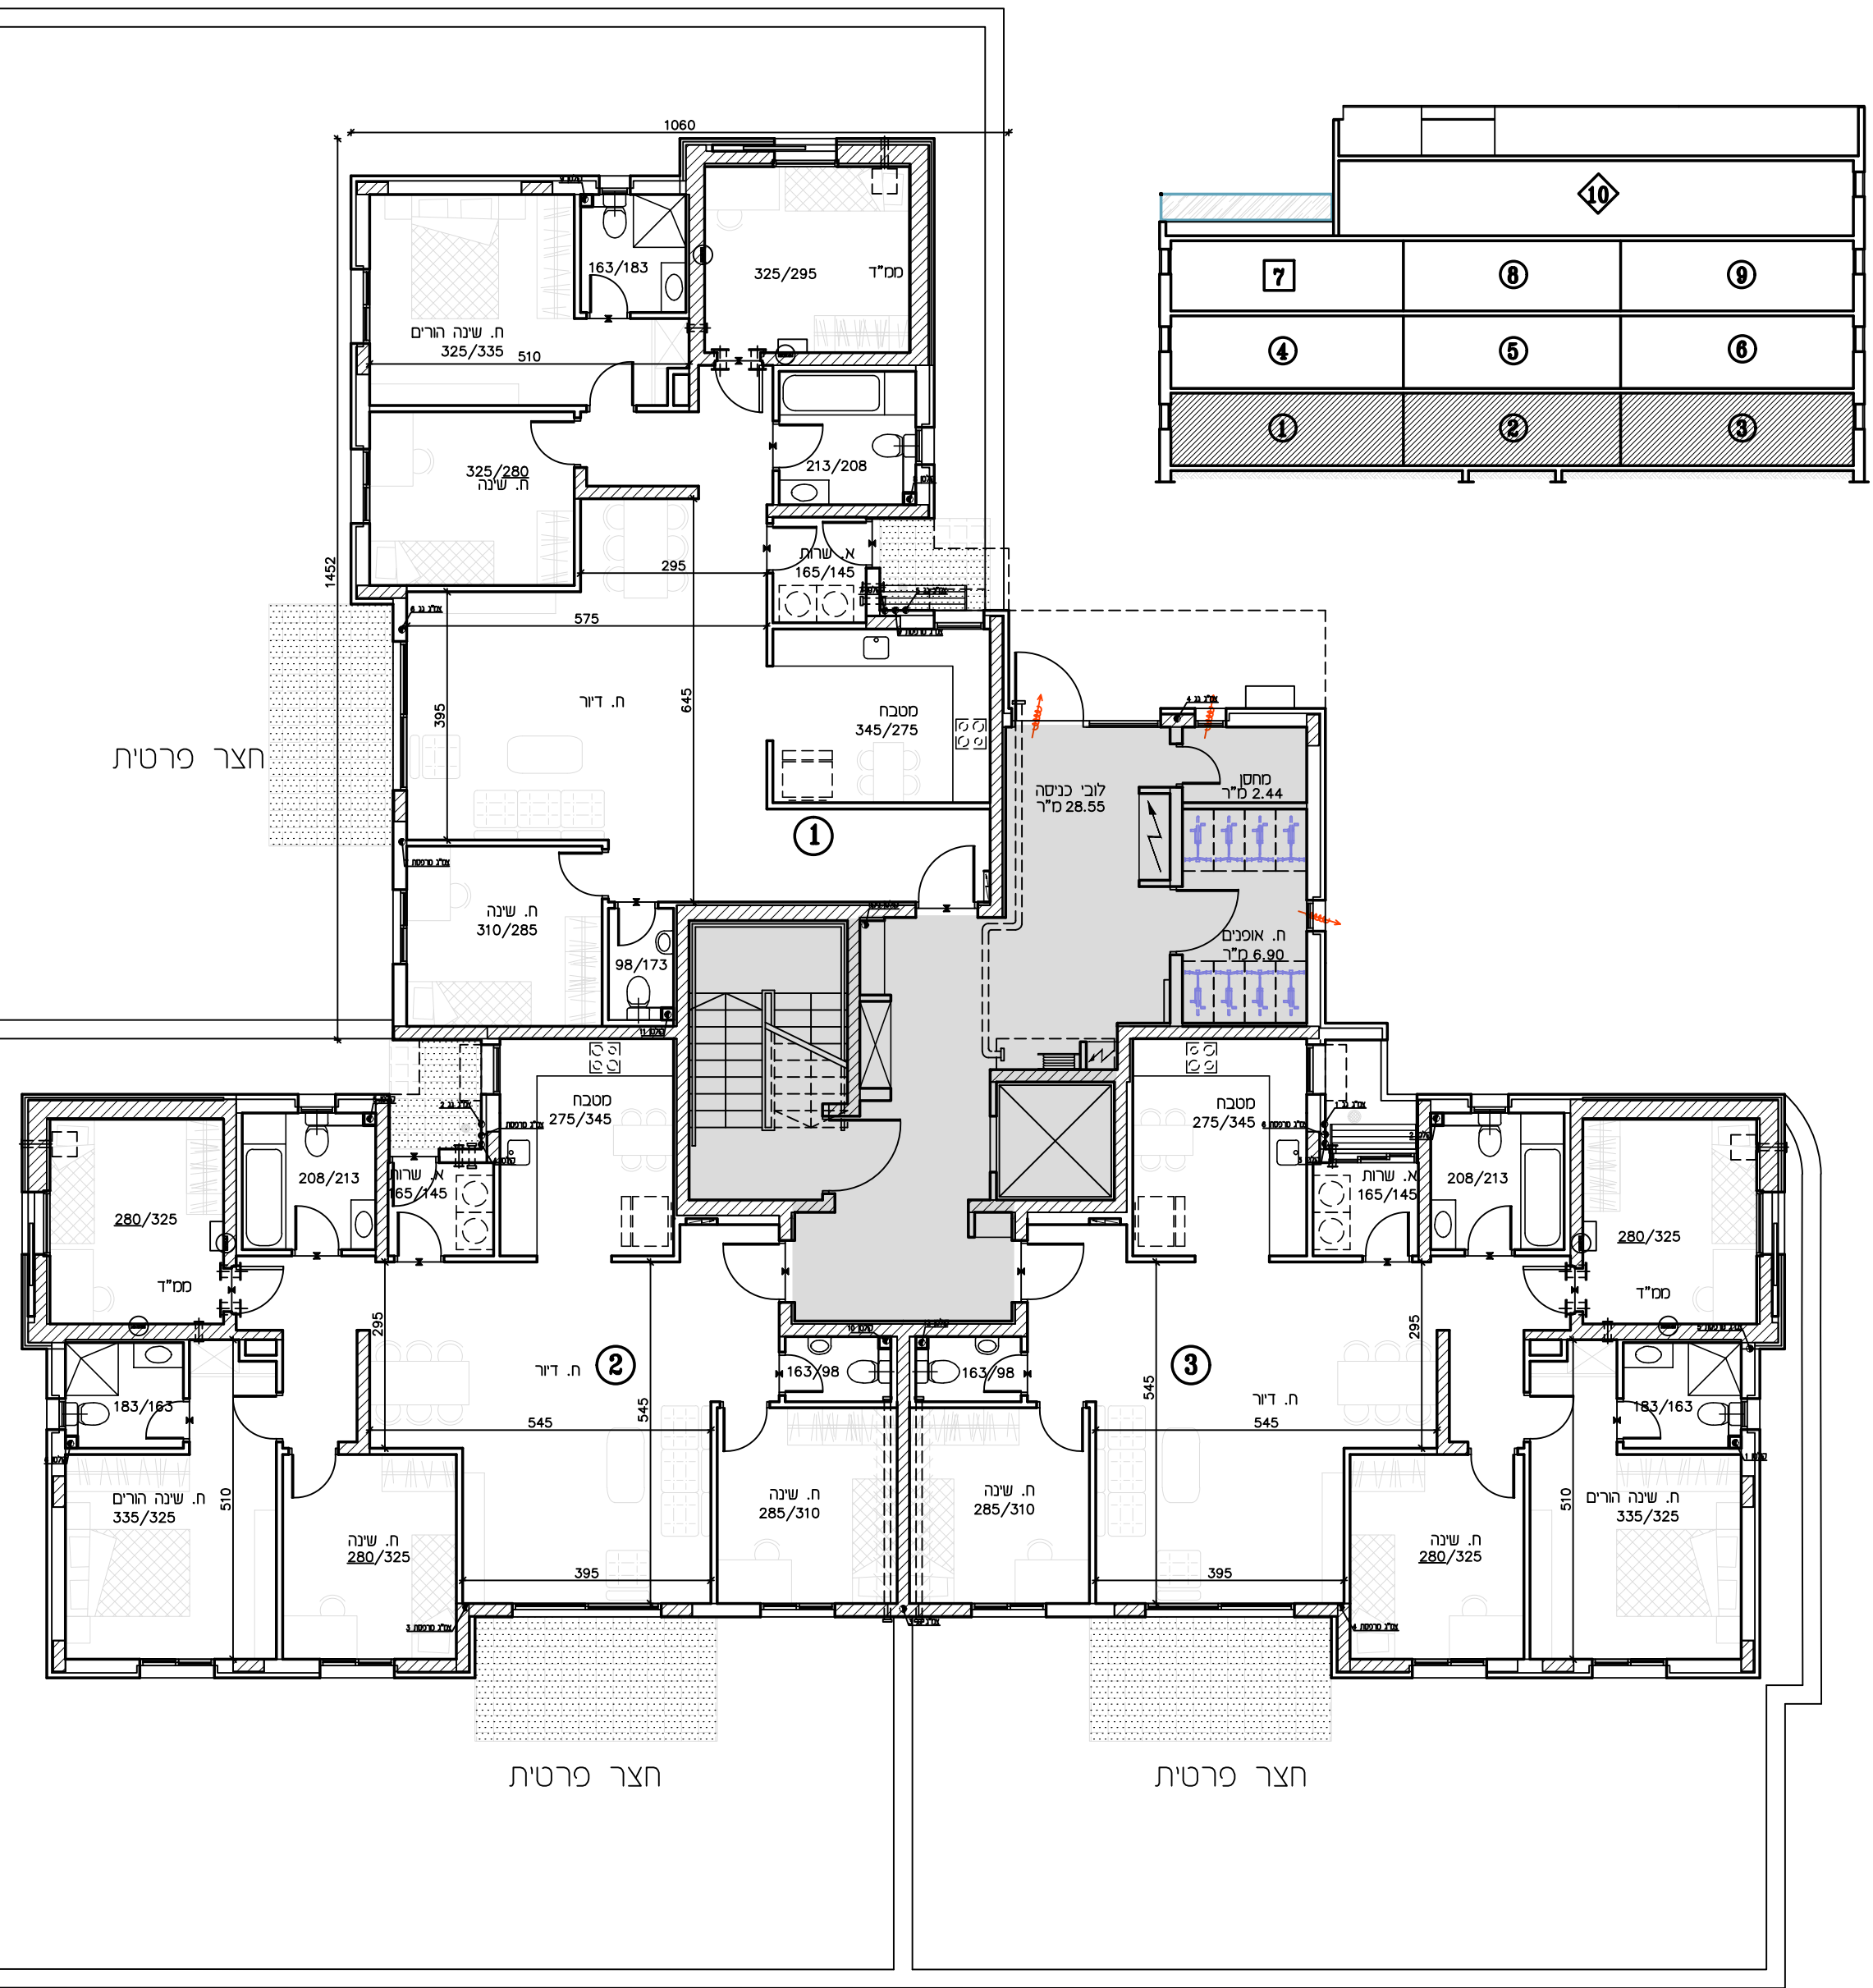 1060
10
7
8
9
4
5
6
1
2
3
163/183
325/295
ממ"ד
ח. שינה הורים
325/335
510
325/280
ח. שינה
213/208
1452
295
א. שרות
165/145
575
ח. דיור
645
395
מטבח
345/275
חצר פרטית
לובי כניסה
28.55 מ"ר
מחסן
2.44 מ"ר
1
ח. שינה
310/285
98/173
ח. אופנים
6.90 מ"ר
מטבח
275/345
מטבח
275/345
208/213
א. שרות
165/145
א. שרות
165/145
208/213
280/325
ממ"ד
280/325
ממ"ד
295
295
2
ח. דיור
163/98
163/98
3
ח. דיור
183/163
545
545
545
545
183/163
ח. שינה הורים
335/325
510
ח. שינה
285/310
ח. שינה
285/310
510
ח. שינה הורים
335/325
ח. שינה
280/325
395
395
ח. שינה
280/325
חצר פרטית
חצר פרטית